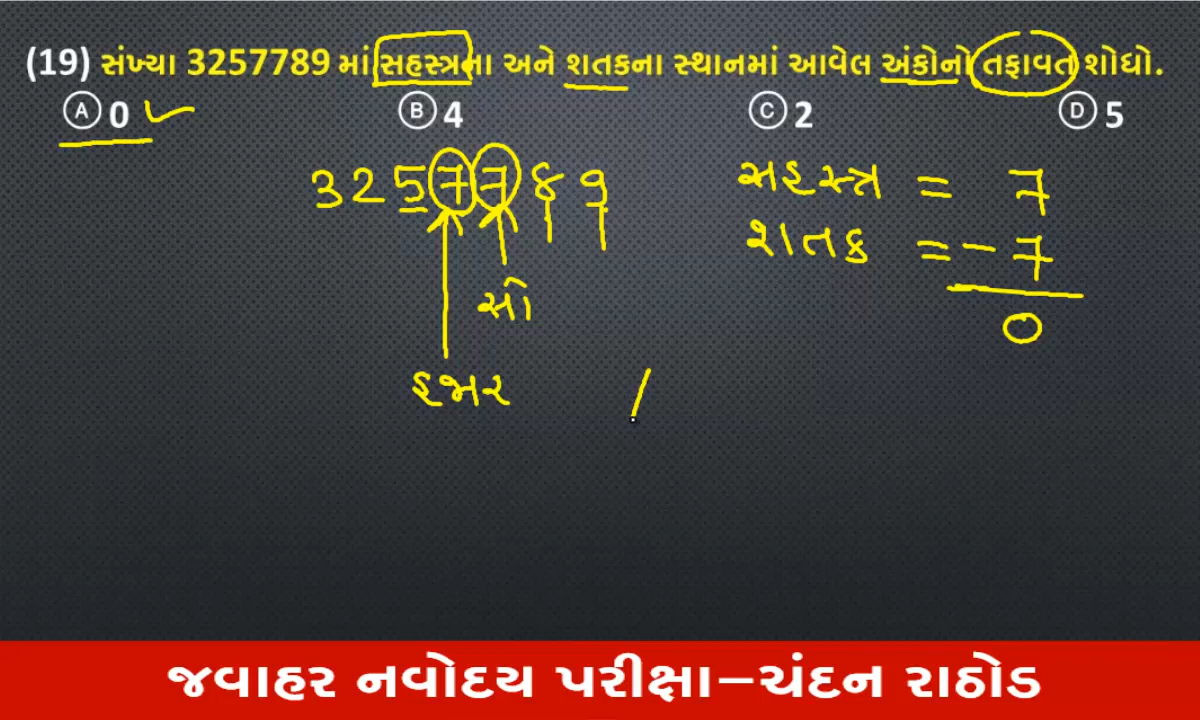 (19) સંખ્યા 3257789 માં સહસ્ત્રના અને શતકના સ્થાનમાં આવેલ અંકોનો તફાવત શોધો.
A 0 B 4 C 2 D 5
3257789 સહસ્ત્ર = 7
શતક = - 7
સો 0
હજાર
જવાહર નવોદય પરીક્ષા–ચંદન રાઠોડ